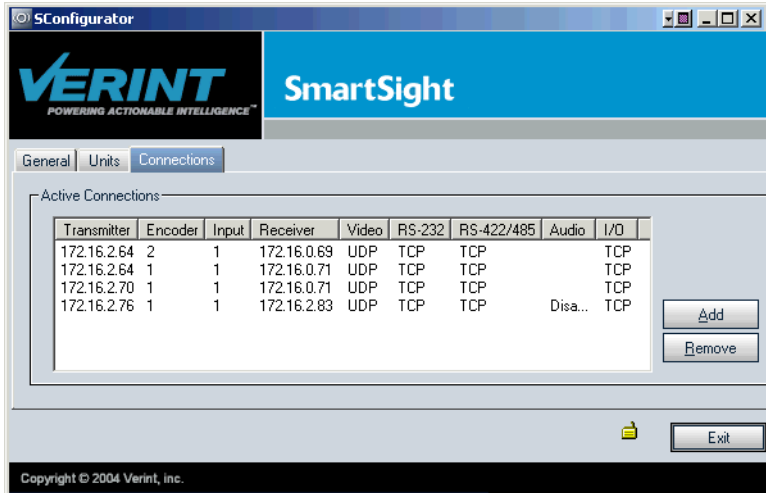 SConfigurator
VERINT
POWERING ACTIONABLE INTELLIGENCE™
SmartSight
General Units Connections
Active Connections
Transmitter Encoder Input Receiver Video RS-232 RS-422/485 Audio I/O
172.16.2.64 2 1 172.16.0.69 UDP TCP TCP TCP
172.16.2.64 1 1 172.16.0.71 UDP TCP TCP TCP
172.16.2.70 1 1 172.16.0.71 UDP TCP TCP TCP
172.16.2.76 1 1 172.16.2.83 UDP TCP TCP Disa... TCP
Add
Remove
Exit
Copyright © 2004 Verint, inc.